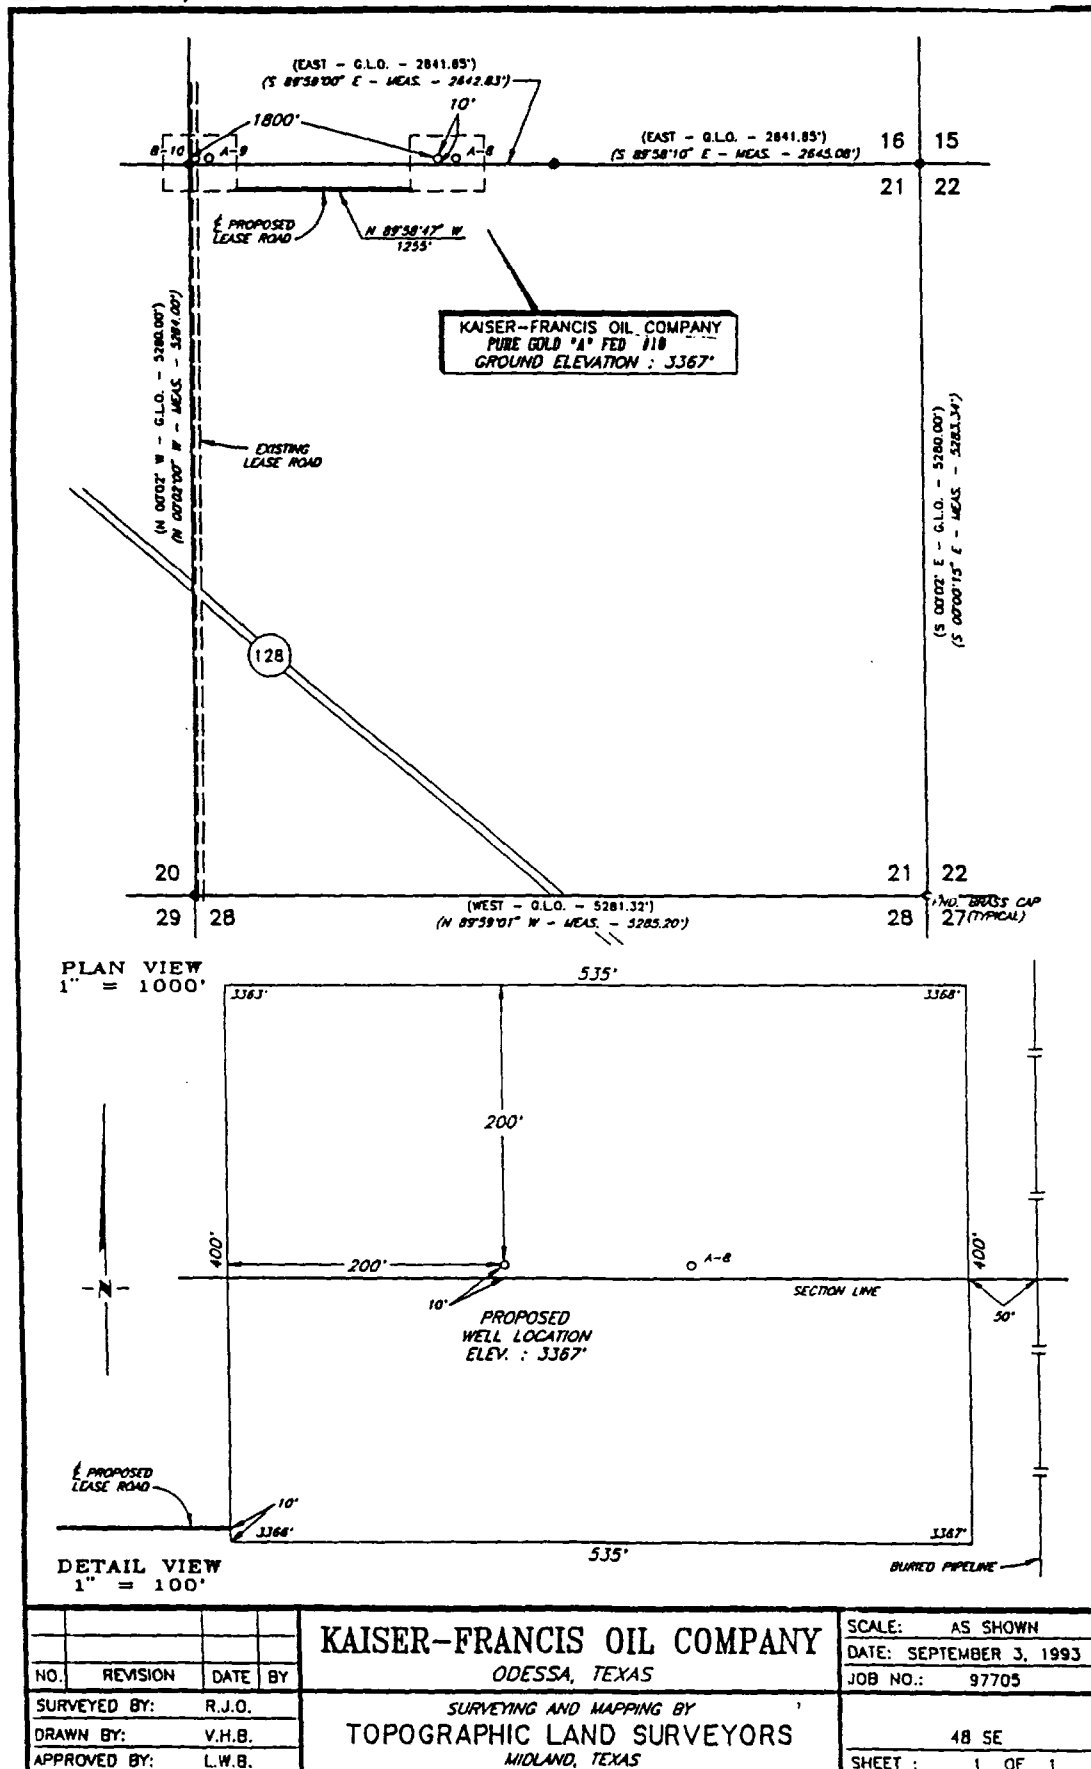 (EAST - G.L.O. - 2641.85')
(S 89°58'00" E - MEAS. - 2642.83')
10'
1800'
(EAST - G.L.O. - 2641.85')
(S 89°58'10" E - MEAS. - 2645.08')
16 15
B-10 A-9
A-8
21 22
℄ PROPOSED
LEASE ROAD
N 89°58'47" W
1255'
KAISER-FRANCIS OIL COMPANY
PURE GOLD "A" FED #10
GROUND ELEVATION : 3367'
(N 00°02' W - G.L.O. - 5280.00')
(N 00°02'00" W - MEAS. - 5284.00')
EXISTING
LEASE ROAD
(S 00°02' E - G.L.O. - 5280.00')
(S 00°00'15" E - MEAS. - 5283.34')
128
20
21 22
29 28
(WEST - G.L.O. - 5281.32')
(N 89°59'01" W - MEAS. - 5285.20')
28 27
FND. BRASS CAP
(TYPICAL)
PLAN VIEW
1" = 1000'
535'
3363'
3368'
200'
400'
200'
A-8
400'
-N-
10'
SECTION LINE
50'
PROPOSED
WELL LOCATION
ELEV. : 3367'
℄ PROPOSED
LEASE ROAD
10'
3366'
3367'
535'
BURIED PIPELINE
DETAIL VIEW
1" = 100'
NO. REVISION DATE BY
SURVEYED BY: R.J.O.
DRAWN BY: V.H.B.
APPROVED BY: L.W.B.
KAISER-FRANCIS OIL COMPANY
ODESSA, TEXAS
SURVEYING AND MAPPING BY
TOPOGRAPHIC LAND SURVEYORS
MIDLAND, TEXAS
SCALE: AS SHOWN
DATE: SEPTEMBER 3, 1993
JOB NO.: 97705
48 SE
SHEET : 1 OF 1